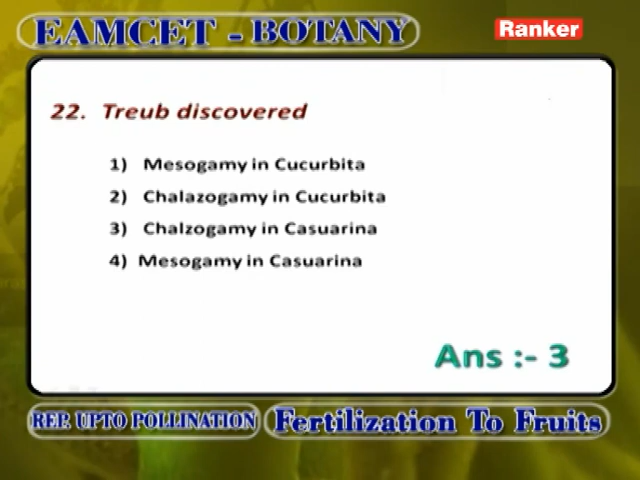 EAMCET - BOTANY
Ranker
22. Treub discovered
1) Mesogamy in Cucurbita
2) Chalazogamy in Cucurbita
3) Chalzogamy in Casuarina
4) Mesogamy in Casuarina
Ans :- 3
REP. UPTO POLLINATION
Fertilization To Fruits